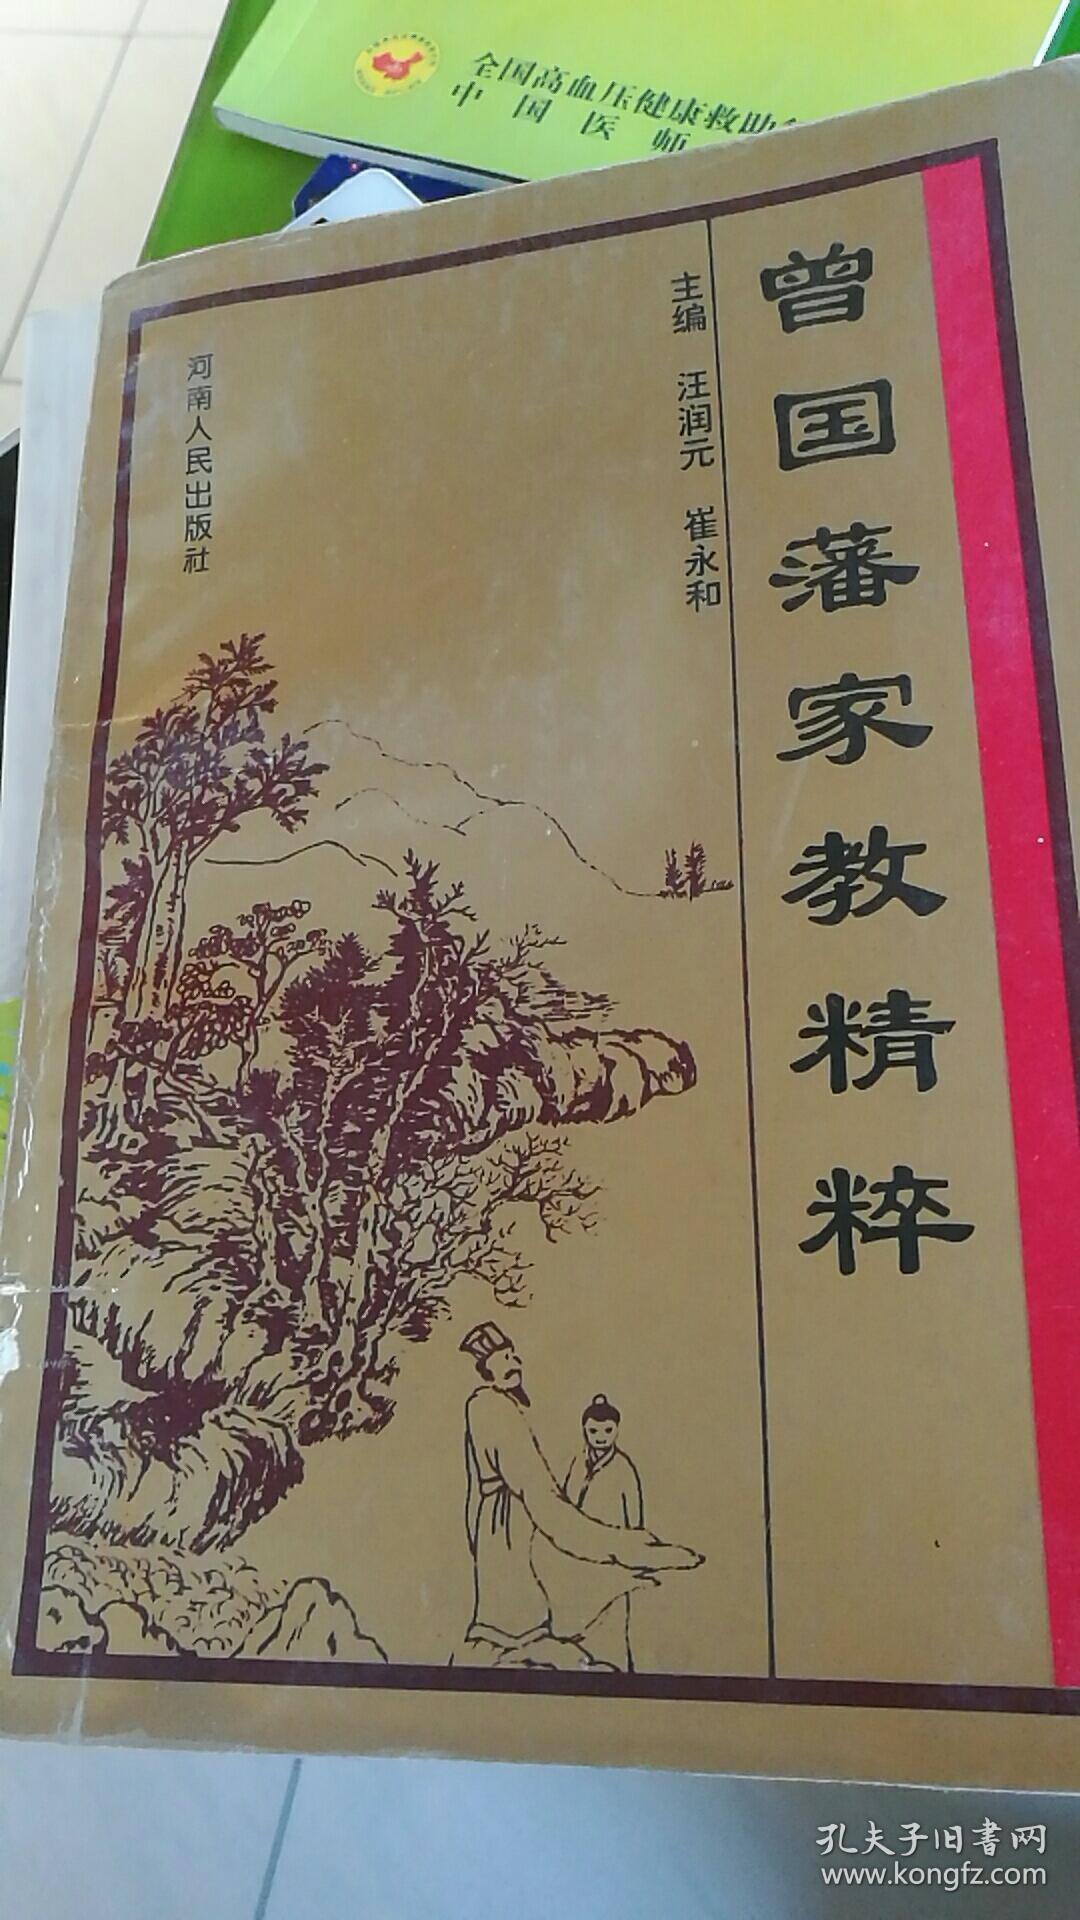 全国高血压健康救助
中国医师
曾国藩家教精粹
主编 汪润元 崔永和
河南人民出版社
孔夫子旧書网
www.kongfz.com